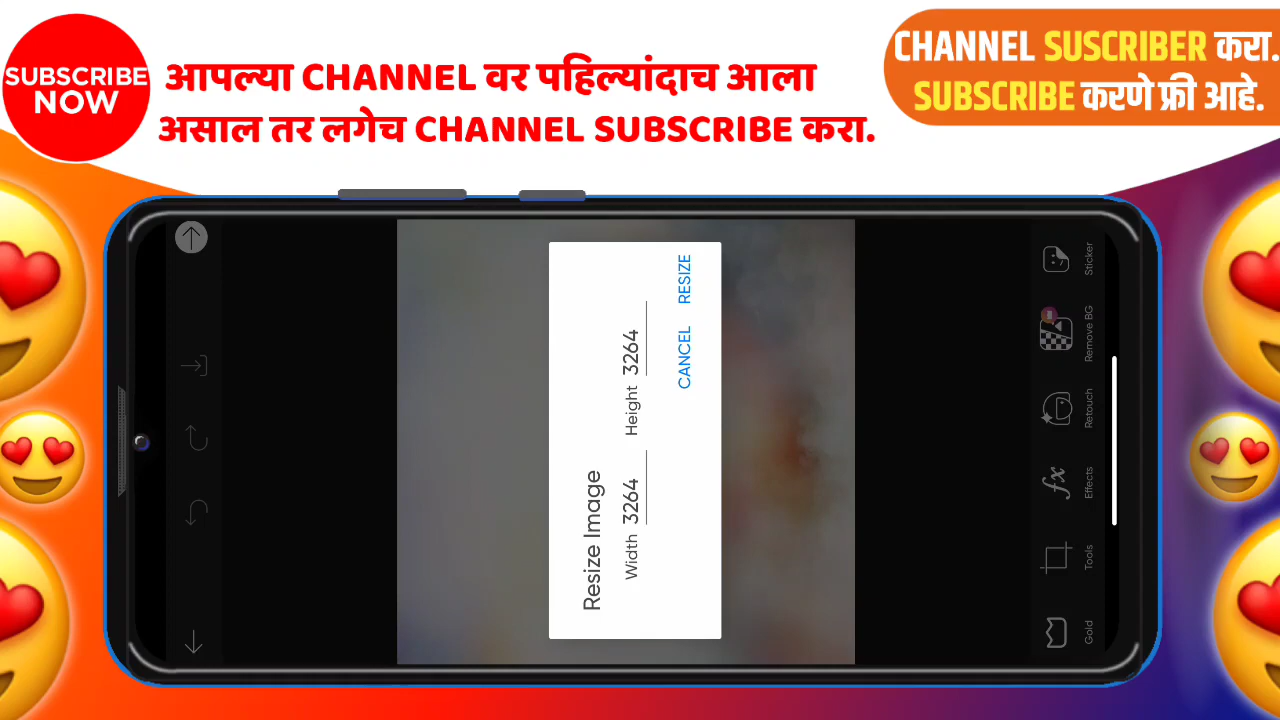 SUBSCRIBE
NOW
आपल्या CHANNEL वर पहिल्यांदाच आला
असाल तर लगेच CHANNEL SUBSCRIBE करा.
CHANNEL SUSCRIBER करा.
SUBSCRIBE करणे फ्री आहे.
Resize Image
Width 3264 Height 3264
CANCEL RESIZE
Gold
Tools
Effects
Retouch
Remove BG
Sticker